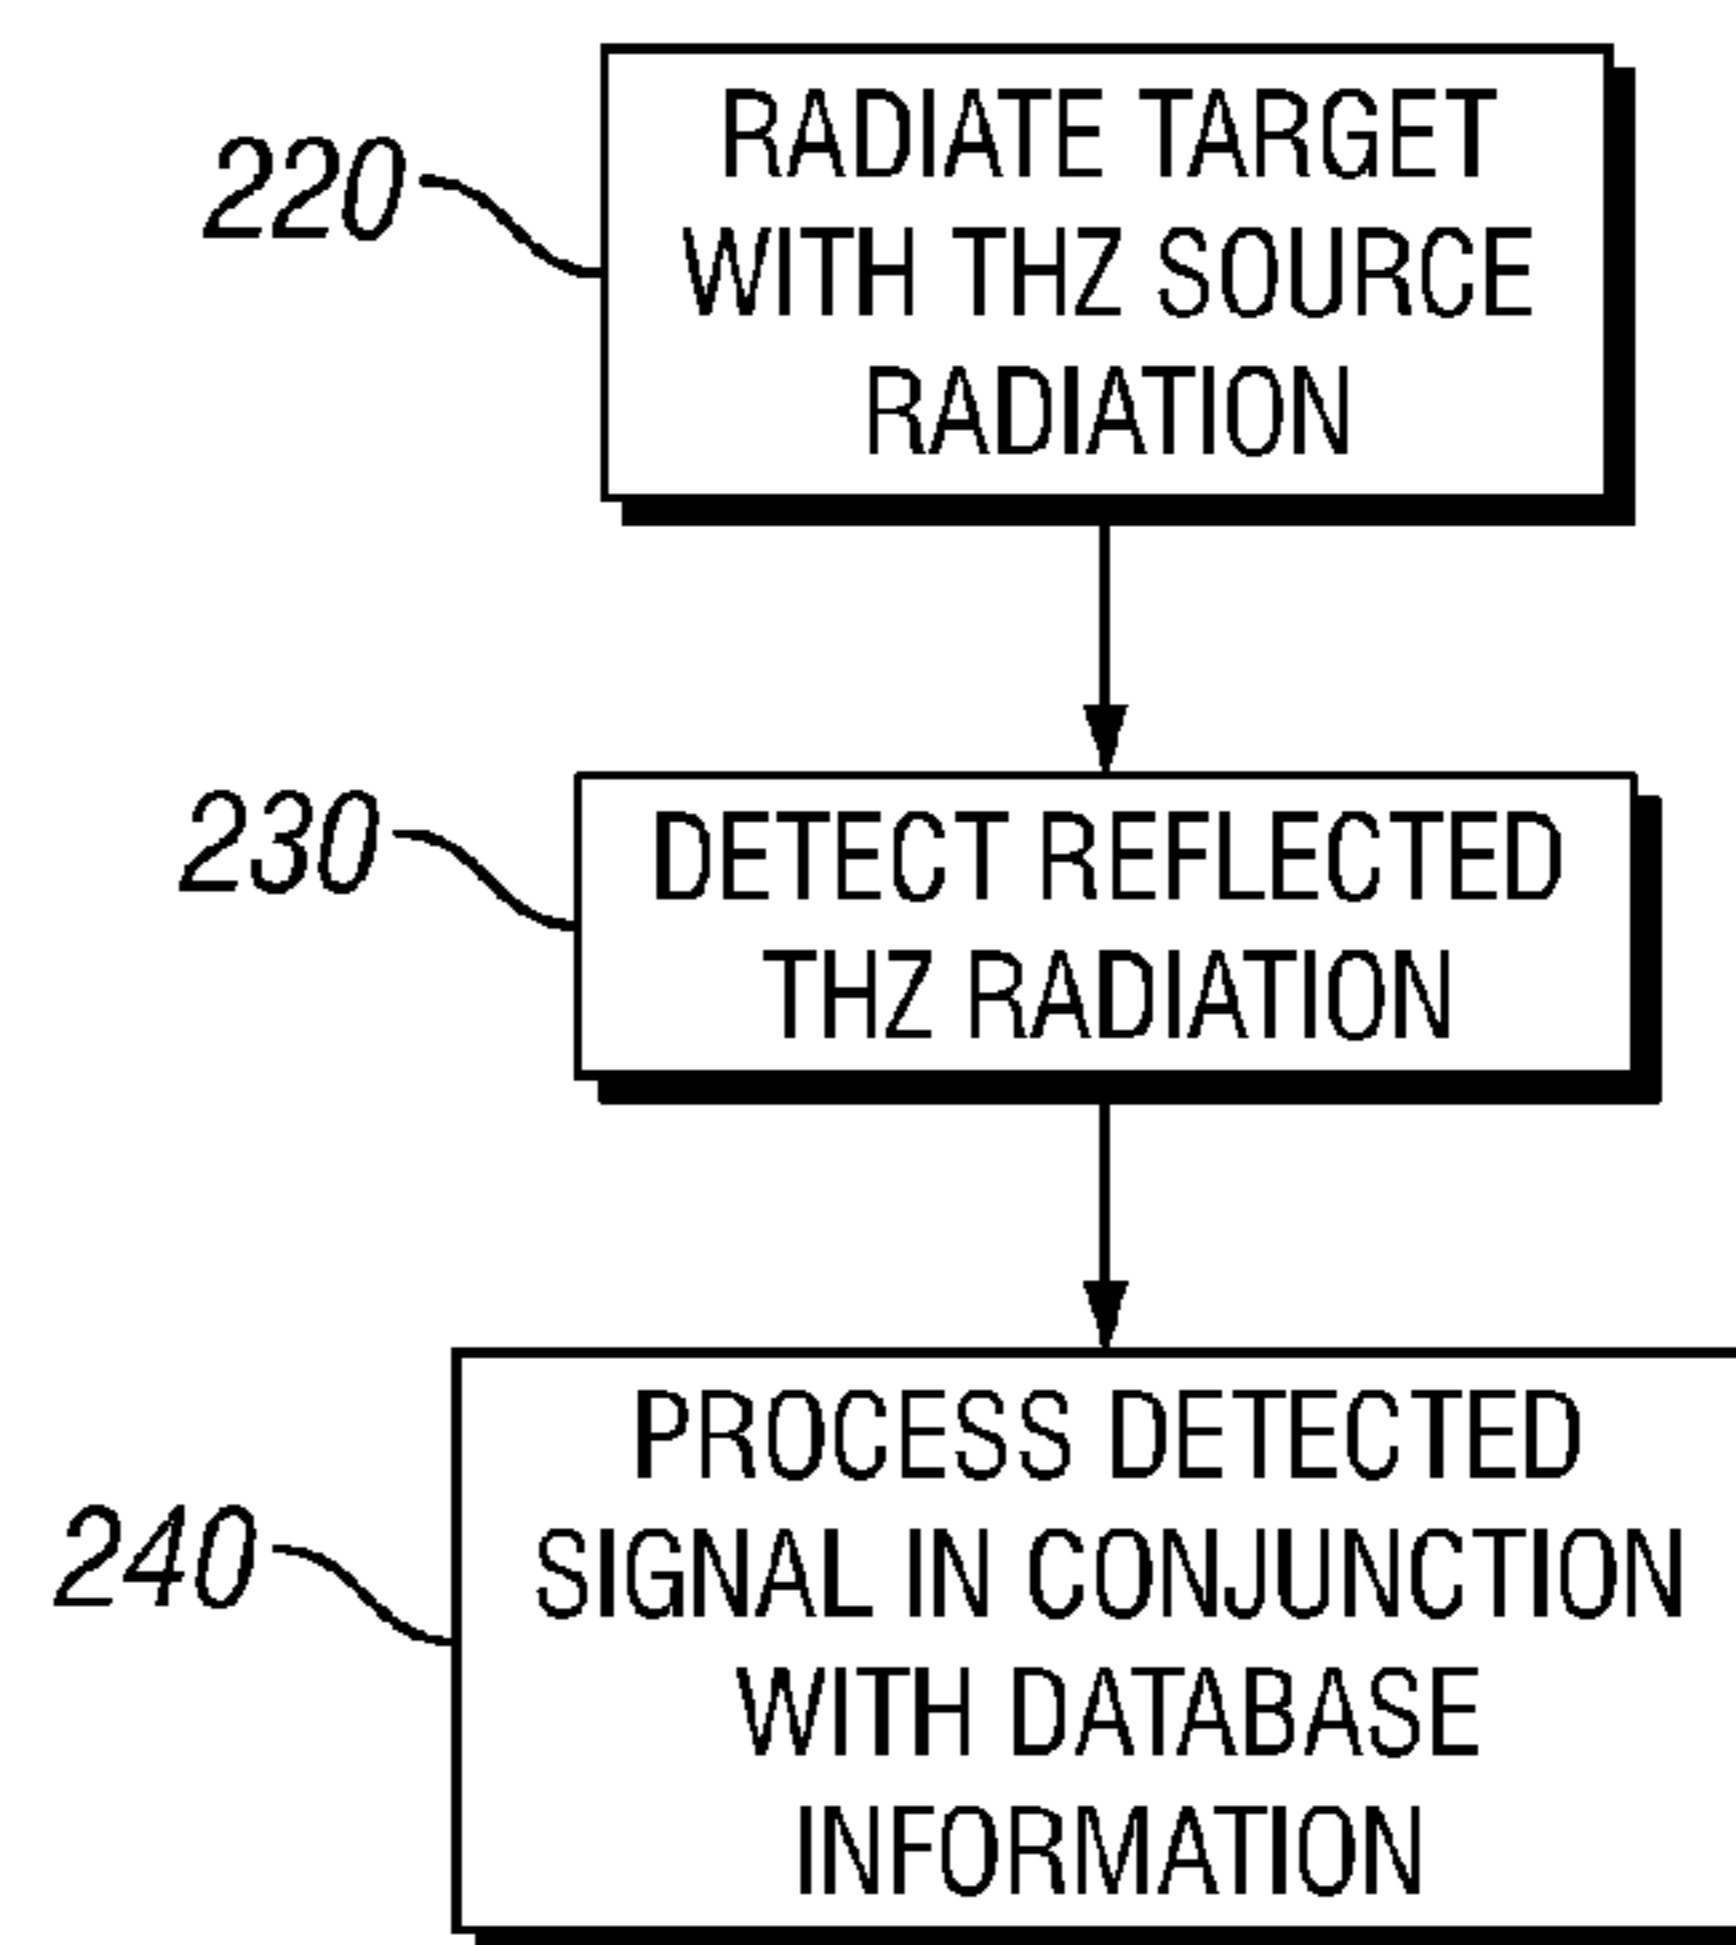 220
RADIATE TARGET
WITH THZ SOURCE
RADIATION
230
DETECT REFLECTED
THZ RADIATION
240
PROCESS DETECTED
SIGNAL IN CONJUNCTION
WITH DATABASE
INFORMATION